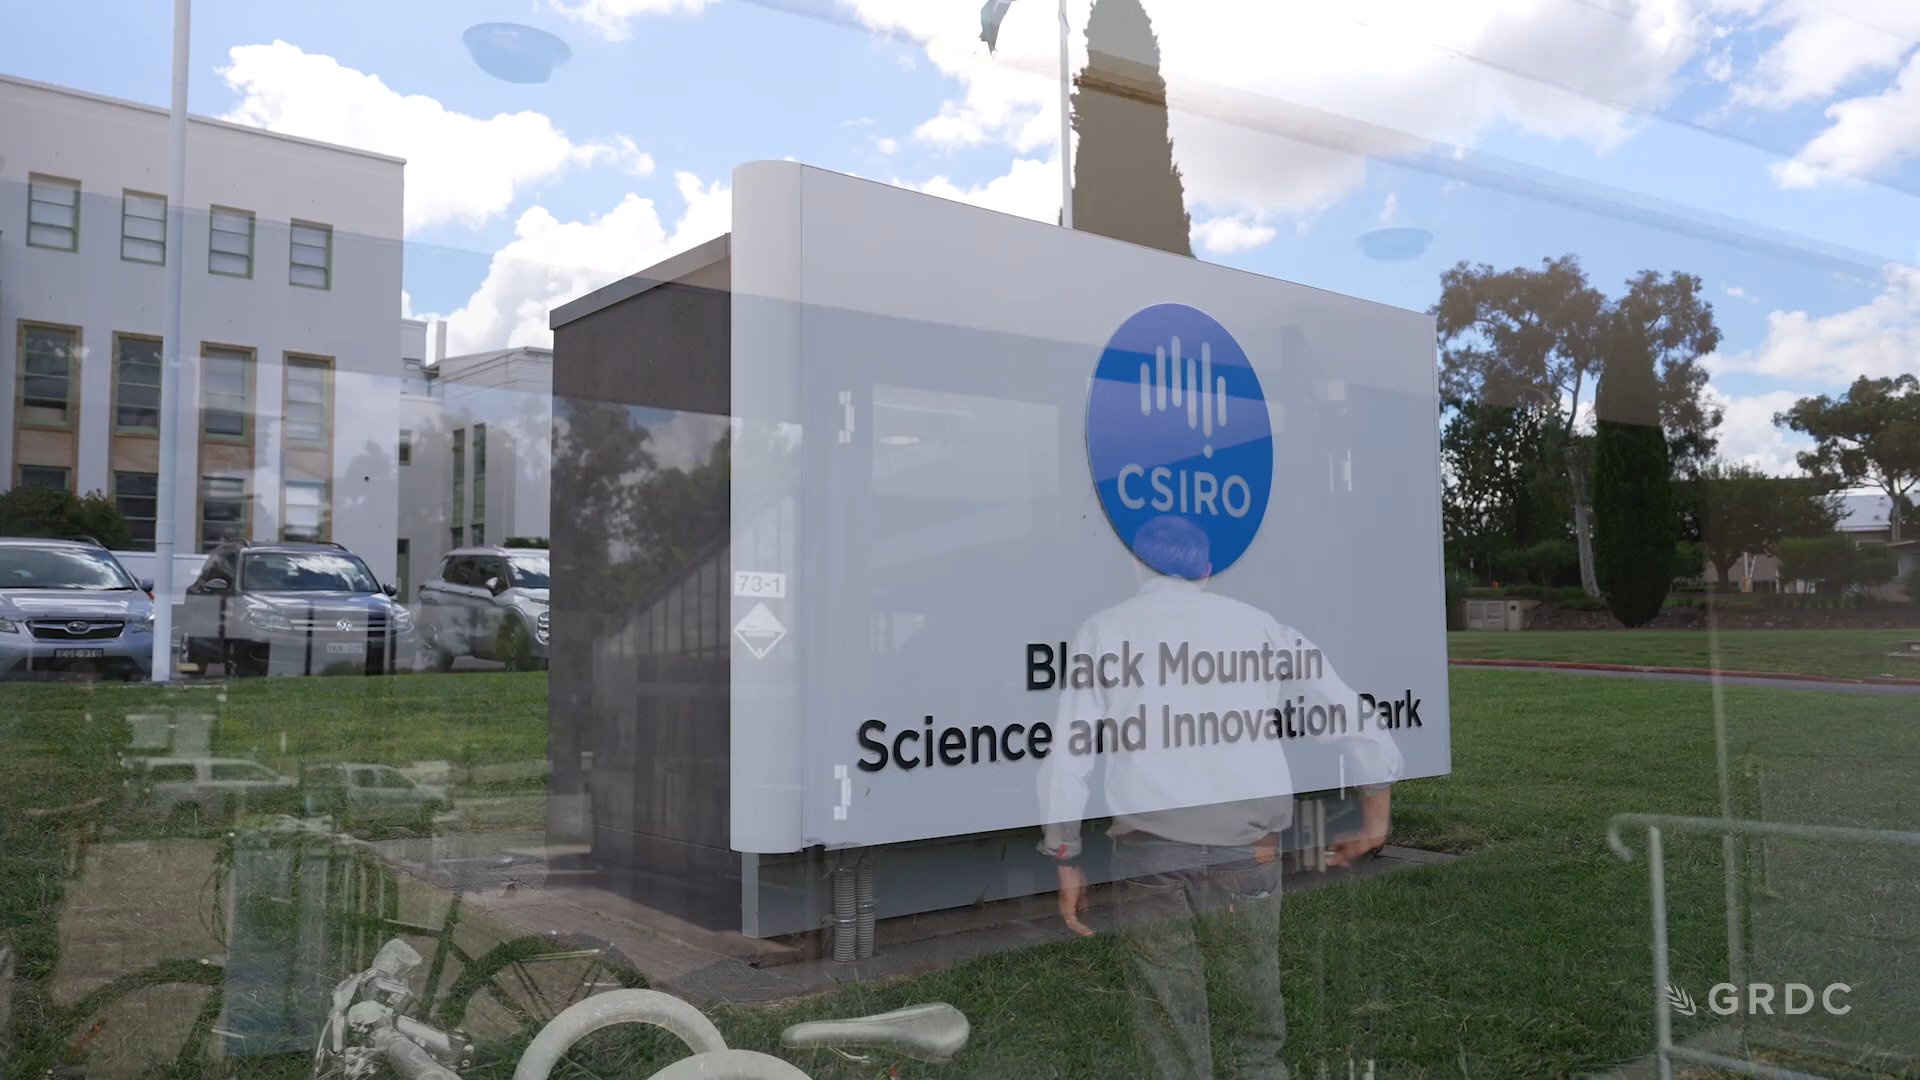 CSIRO
Black Mountain
Science and Innovation Park
73-1
GRDC